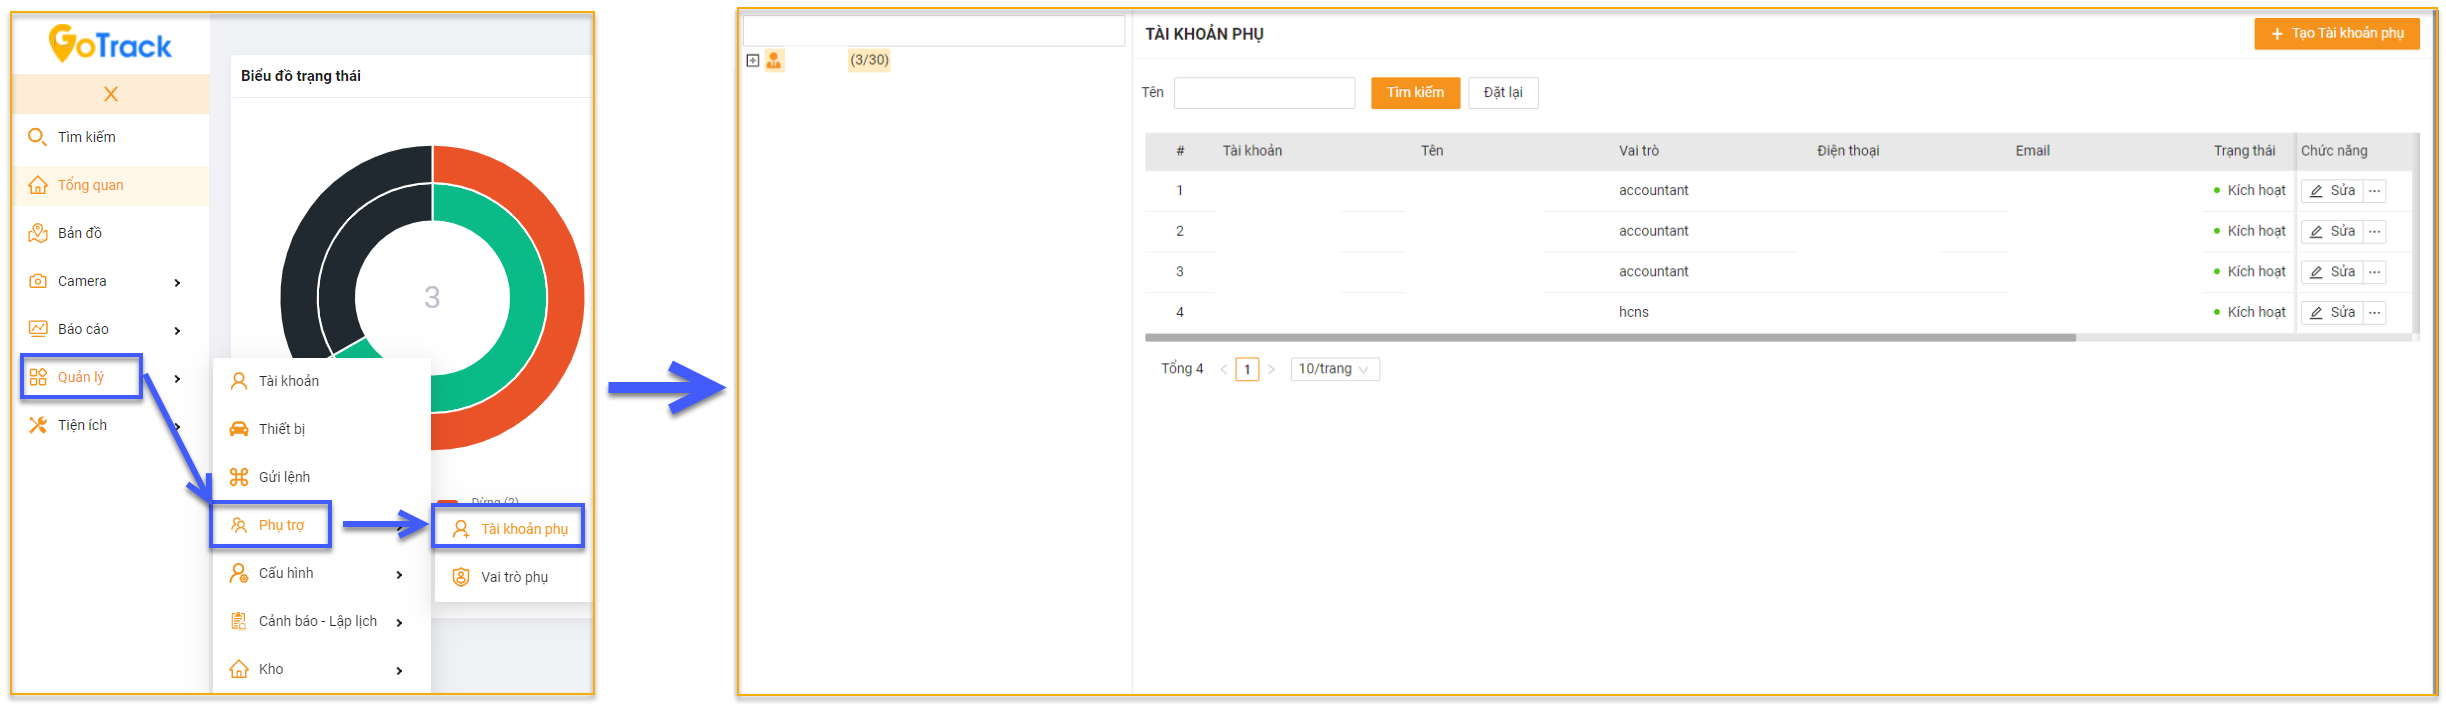 GoTrack
X
Tìm kiếm
Tổng quan
Bản đồ
Camera
Báo cáo
Quản lý
Tiện ích
Biểu đồ trạng thái
3
Dừng (2)
Tài khoản
Thiết bị
Gửi lệnh
Phụ trợ
Cấu hình
Cảnh báo - Lập lịch
Kho
Tài khoản phụ
Vai trò phụ
(3/30)
TÀI KHOẢN PHỤ
+ Tạo Tài khoản phụ
Tên Tìm kiếm Đặt lại
# Tài khoản Tên Vai trò Điện thoại Email Trạng thái Chức năng
1 accountant Kích hoạt Sửa ...
2 accountant Kích hoạt Sửa ...
3 accountant Kích hoạt Sửa ...
4 hcns Kích hoạt Sửa ...
Tổng 4 < 1 > 10/trang